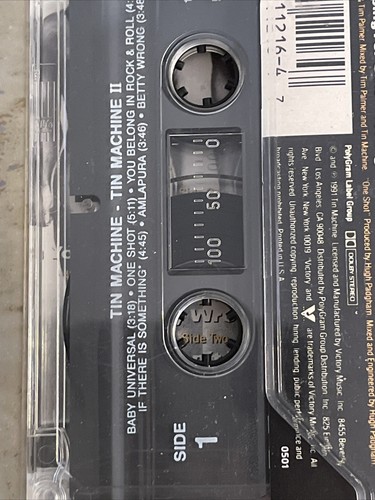 TIN MACHINE - TIN MACHINE II
BABY UNIVERSAL (3:18) • ONE SHOT (5:11) • YOU BELONG IN ROCK & ROLL (4:
IF THERE IS SOMETHING* (4:45) • AMLAPURA (3:46) • BETTY WRONG (3:48
SIDE
1
0
50
100
Side Two
11216-4
7
Tim Palmer Mixed by Tim Palmer and Tin Machine
"One Shot" Produced by Hugh Padgham Mixed and Engineered by Hugh Padgham
PolyGram Label Group
DOLBY STEREO
© and ℗ 1991 Tin Machine Licensed and Manufactured by Victory Music Inc 8455 Beverly
Blvd Los Angeles CA 90048 Distributed by PolyGram Group Distribution Inc 825 Eighth
Ave New York New York 10019 "Victory" and V are trademarks of Victory Music Inc All
rights reserved Unauthorized copying reproduction hiring lending public performance and
broadcasting prohibited Printed in U.S.A.
0501